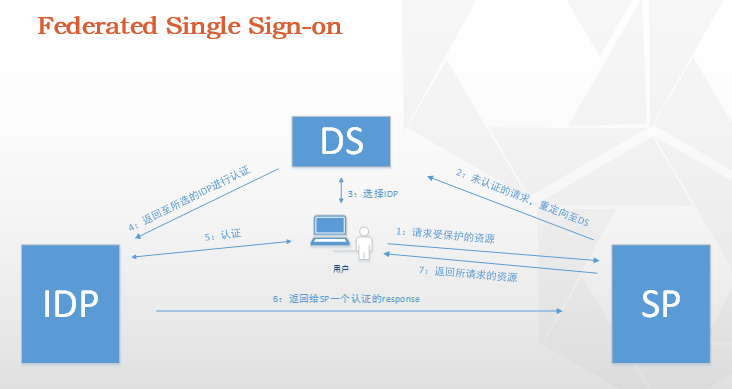 Federated Single Sign-on
DS
2：未认证的请求，重定向至DS
4：返回至所选的IDP进行认证
3：选择IDP
5：认证
1：请求受保护的资源
用户
7：返回所请求的资源
IDP
6：返回给SP一个认证的response
SP